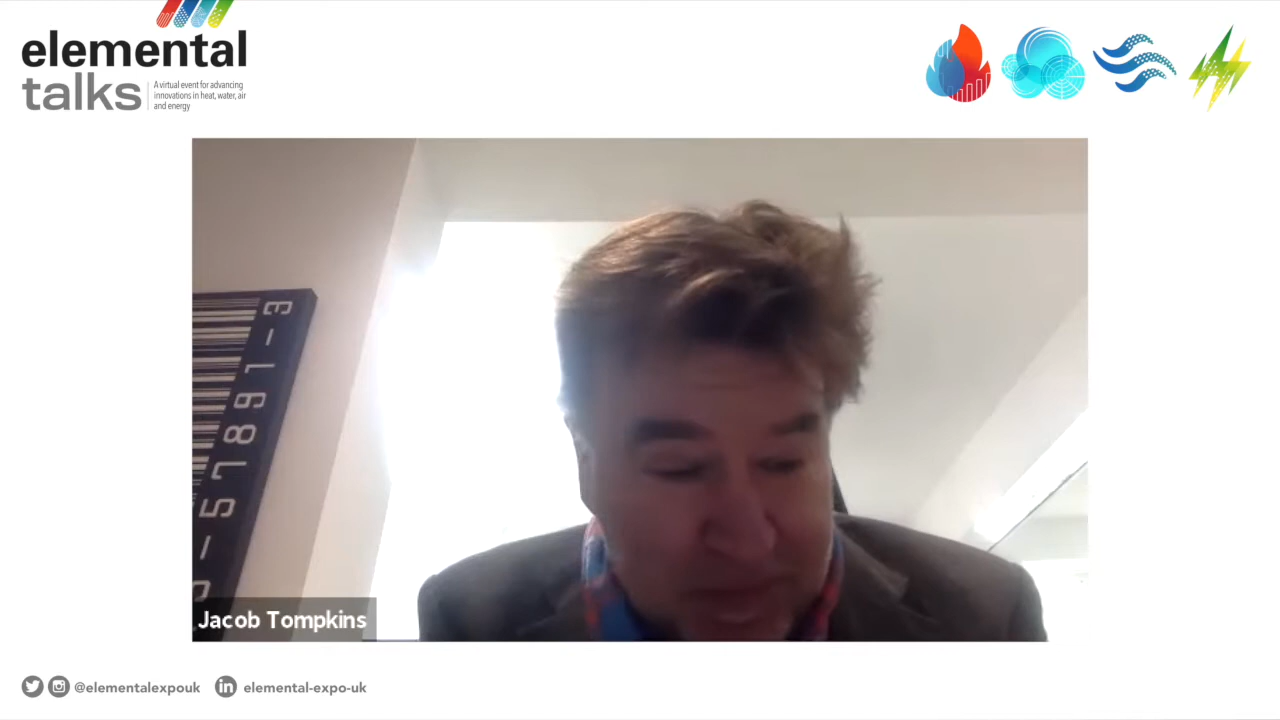 elemental
talks
A virtual event for advancing
innovations in heat, water, air
and energy
Jacob Tompkins
@elementalexpouk
elemental-expo-uk